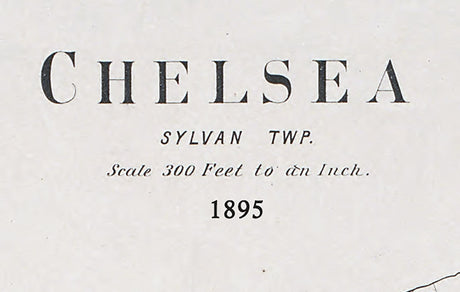 CHELSEA
SYLVAN TWP.
Scale 300 Feet to an Inch.
1895